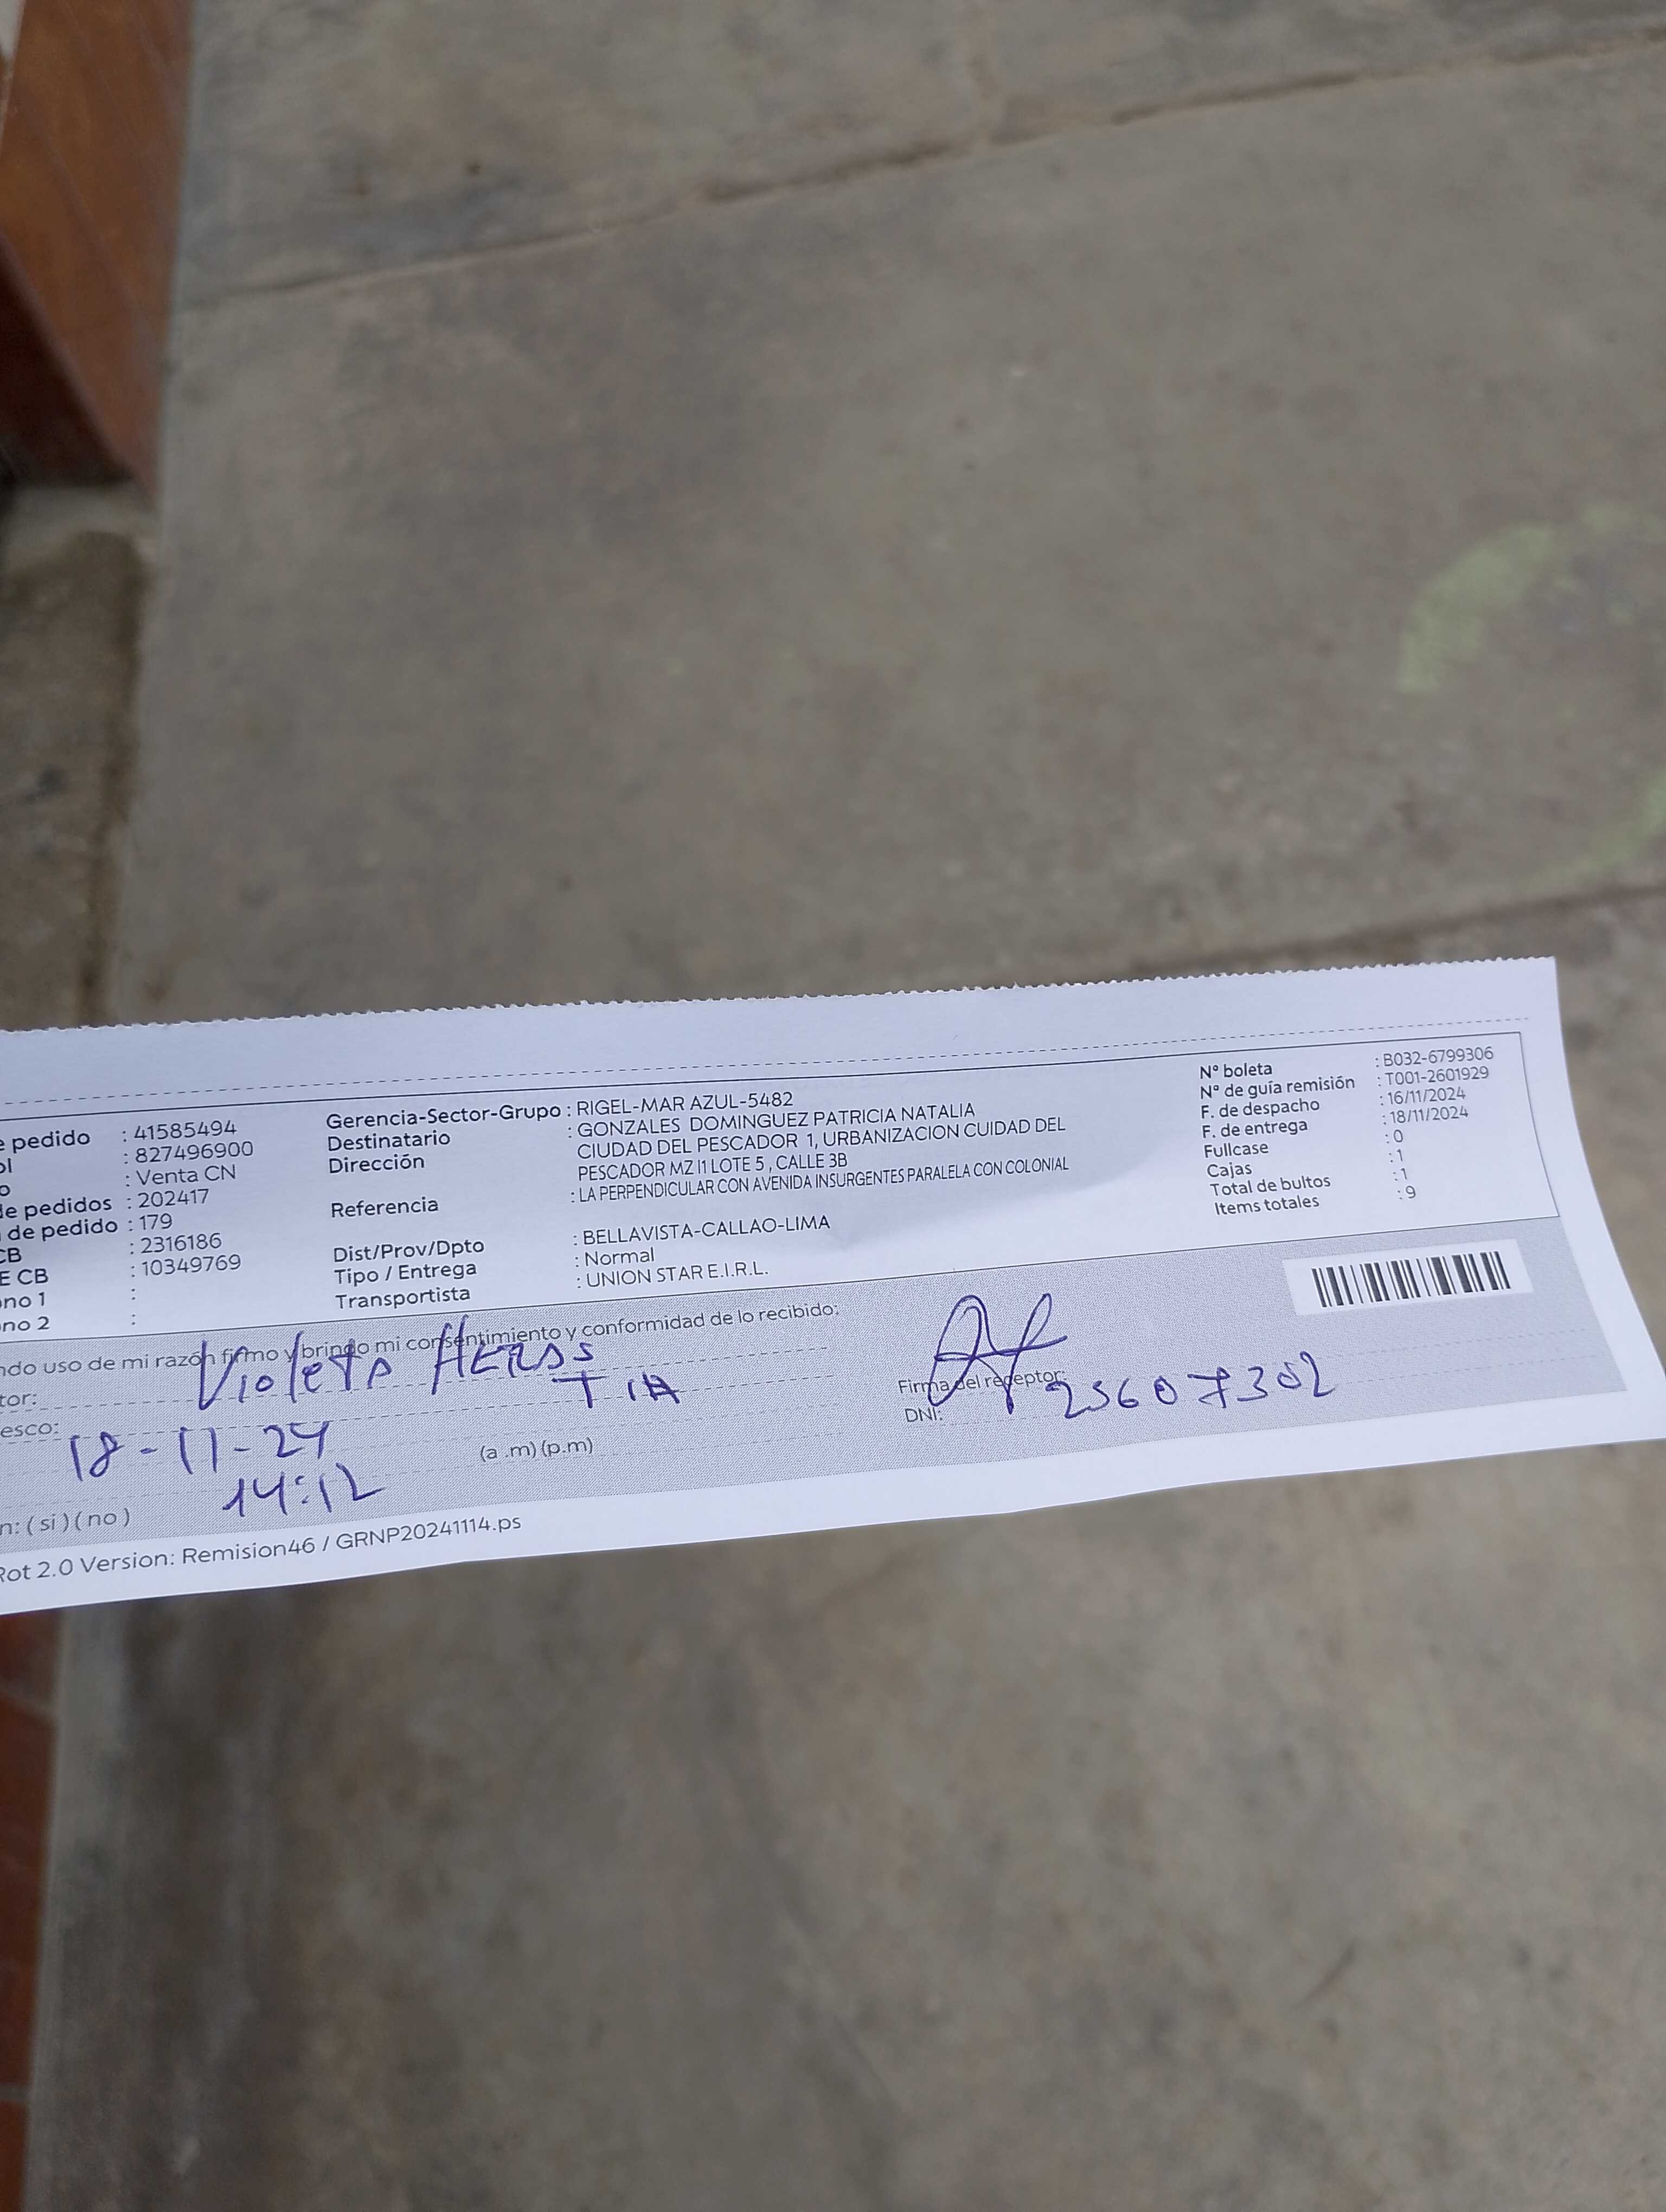 e pedido : 41585494
ol : 827496900
o : Venta CN
de pedidos : 202417
de pedido : 179
CB : 2316186
E CB : 10349769
ono 1 :
no 2 :
Gerencia-Sector-Grupo : RIGEL-MAR AZUL-5482
Destinatario : GONZALES DOMINGUEZ PATRICIA NATALIA
Dirección CIUDAD DEL PESCADOR 1, URBANIZACION CUIDAD DEL
PESCADOR MZ I1 LOTE 5 , CALLE 3B
Referencia : LA PERPENDICULAR CON AVENIDA INSURGENTES PARALELA CON COLONIAL
Dist/Prov/Dpto : BELLAVISTA-CALLAO-LIMA
Tipo / Entrega : Normal
Transportista : UNION STAR E.I.R.L.
N° boleta : B032-6799306
N° de guía remisión : T001-2601929
F. de despacho : 16/11/2024
F. de entrega : 18/11/2024
Fullcase : 0
Cajas : 1
Total de bultos : 1
Items totales : 9
ndo uso de mi razón firmo y brindo mi consentimiento y conformidad de lo recibido:
tor: Violeta
TIA
Firma del receptor:
esco:
DNI: 25607302
18-11-24
(a .m) (p.m)
14:12
n: ( si ) ( no )
Rot 2.0 Version: Remision46 / GRNP20241114.ps